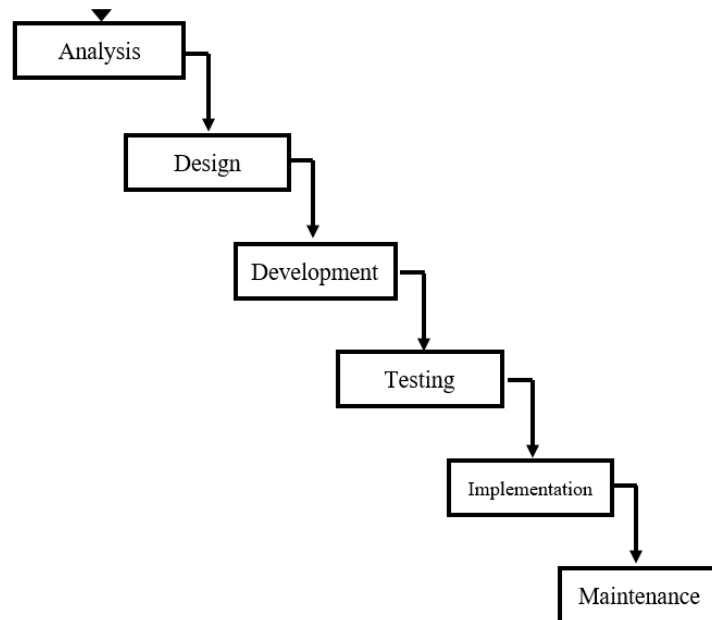 Analysis
Design
Development
Testing
Implementation
Maintenance